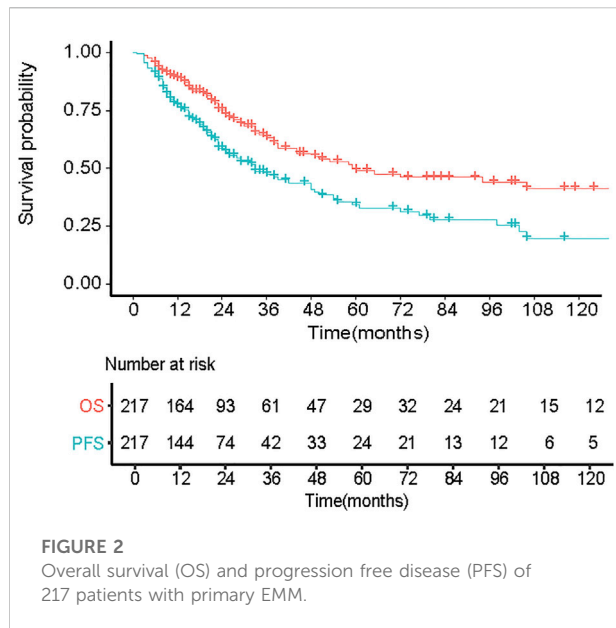 1.00
0.75
0.50
0.25
0.00
Survival probability
0 12 24 36 48 60 72 84 96 108 120
Time(months)
Number at risk
OS 217 164 93 61 47 29 32 24 21 15 12
PFS 217 144 74 42 33 24 21 13 12 6 5
0 12 24 36 48 60 72 84 96 108 120
Time(months)
FIGURE 2
Overall survival (OS) and progression free disease (PFS) of
217 patients with primary EMM.